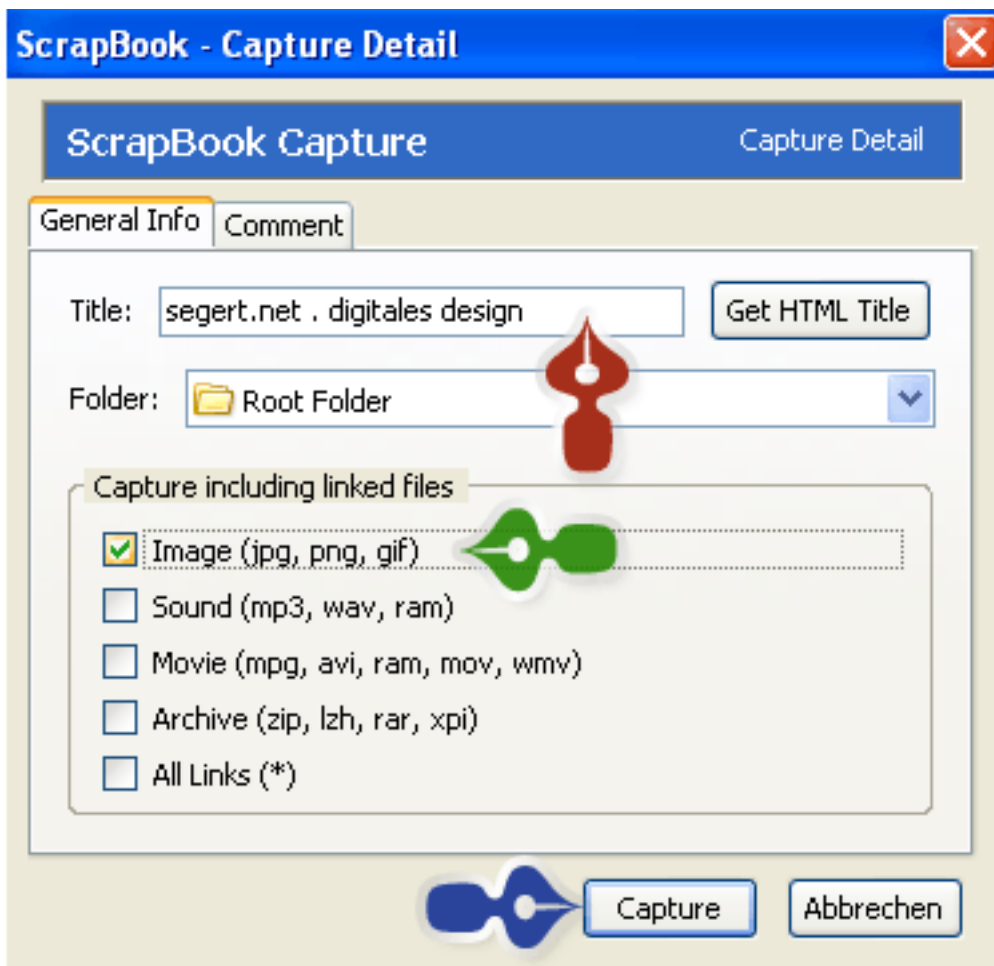 ScrapBook - Capture Detail
ScrapBook Capture Capture Detail
General Info Comment
Title: segert.net . digitales design Get HTML Title
Folder: Root Folder
Capture including linked files
Image (jpg, png, gif)
Sound (mp3, wav, ram)
Movie (mpg, avi, ram, mov, wmv)
Archive (zip, lzh, rar, xpi)
All Links (*)
Capture Abbrechen